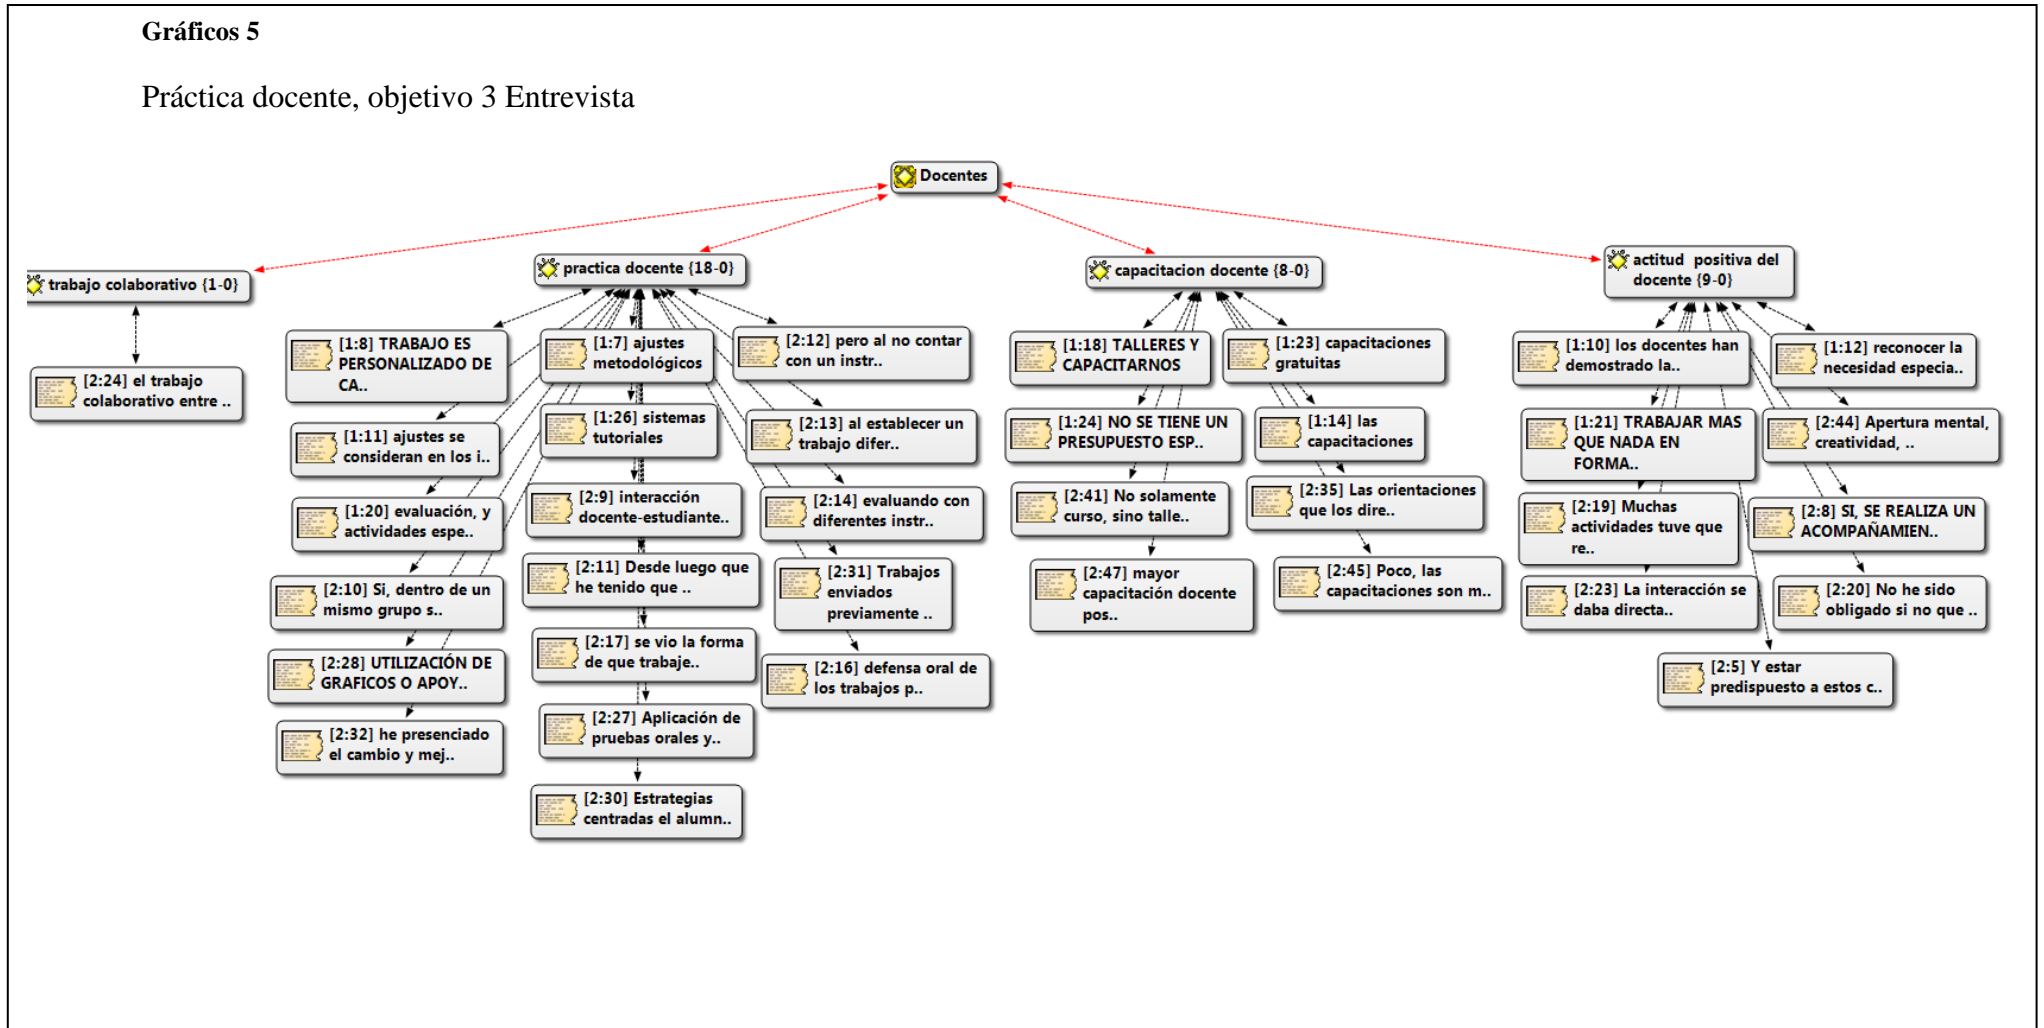 Gráficos 5
Práctica docente, objetivo 3 Entrevista
Docentes
trabajo colaborativo {1-0}
[2:24] el trabajo
colaborativo entre ..
practica docente {18-0}
[1:8] TRABAJO ES
PERSONALIZADO DE
CA..
[1:11] ajustes se
consideran en los i..
[1:20] evaluación, y
actividades espe..
[2:10] Si, dentro de un
mismo grupo s..
[2:28] UTILIZACIÓN DE
GRAFICOS O APOY..
[2:32] he presenciado
el cambio y mej..
[1:7] ajustes
metodológicos
[1:26] sistemas
tutoriales
[2:9] interacción
docente-estudiante..
[2:11] Desde luego que
he tenido que ..
[2:17] se vio la forma
de que trabaje..
[2:27] Aplicación de
pruebas orales y..
[2:30] Estrategias
centradas el alumn..
[2:12] pero al no contar
con un instr..
[2:13] al establecer un
trabajo difer..
[2:14] evaluando con
diferentes instr..
[2:31] Trabajos
enviados
previamente ..
[2:16] defensa oral de
los trabajos p..
capacitacion docente {8-0}
[1:18] TALLERES Y
CAPACITARNOS
[1:24] NO SE TIENE UN
PRESUPUESTO ESP..
[2:41] No solamente
curso, sino talle..
[2:47] mayor
capacitación docente
pos..
[1:23] capacitaciones
gratuitas
[1:14] las
capacitaciones
[2:35] Las orientaciones
que los dire..
[2:45] Poco, las
capacitaciones son m..
actitud  positiva del
docente {9-0}
[1:10] los docentes han
demostrado la..
[1:21] TRABAJAR MAS
QUE NADA EN
FORMA..
[2:19] Muchas
actividades tuve que
re..
[2:23] La interacción se
daba directa..
[1:12] reconocer la
necesidad especia..
[2:44] Apertura mental,
creatividad, ..
[2:8] SI, SE REALIZA UN
ACOMPAÑAMIEN..
[2:20] No he sido
obligado si no que ..
[2:5] Y estar
predispuesto a estos c..